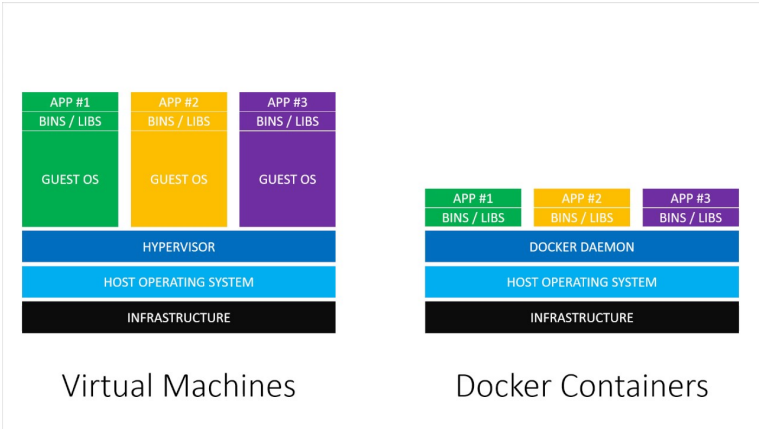 APP #1
BINS / LIBS
GUEST OS
APP #2
BINS / LIBS
GUEST OS
APP #3
BINS / LIBS
GUEST OS
HYPERVISOR
HOST OPERATING SYSTEM
INFRASTRUCTURE
Virtual Machines
APP #1
BINS / LIBS
APP #2
BINS / LIBS
APP #3
BINS / LIBS
DOCKER DAEMON
HOST OPERATING SYSTEM
INFRASTRUCTURE
Docker Containers